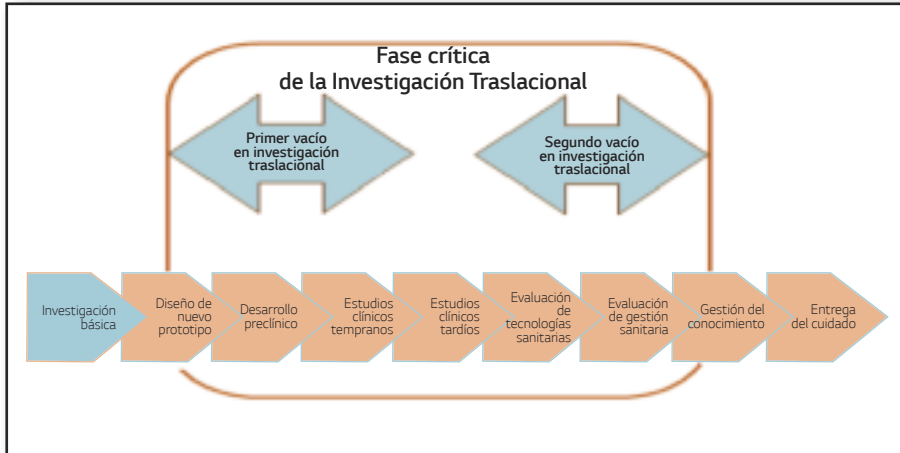 Fase crítica
de la Investigación Traslacional
Primer vacío
en investigación
traslacional
Segundo vacío
en investigación
traslacional
Investigación
básica
Diseño de
nuevo
prototipo
Desarrollo
preclínico
Estudios
clínicos
tempranos
Estudios
clínicos
tardíos
Evaluación
de
tecnologías
sanitarias
Evaluación
de gestión
sanitaria
Gestión del
conocimiento
Entrega
del cuidado